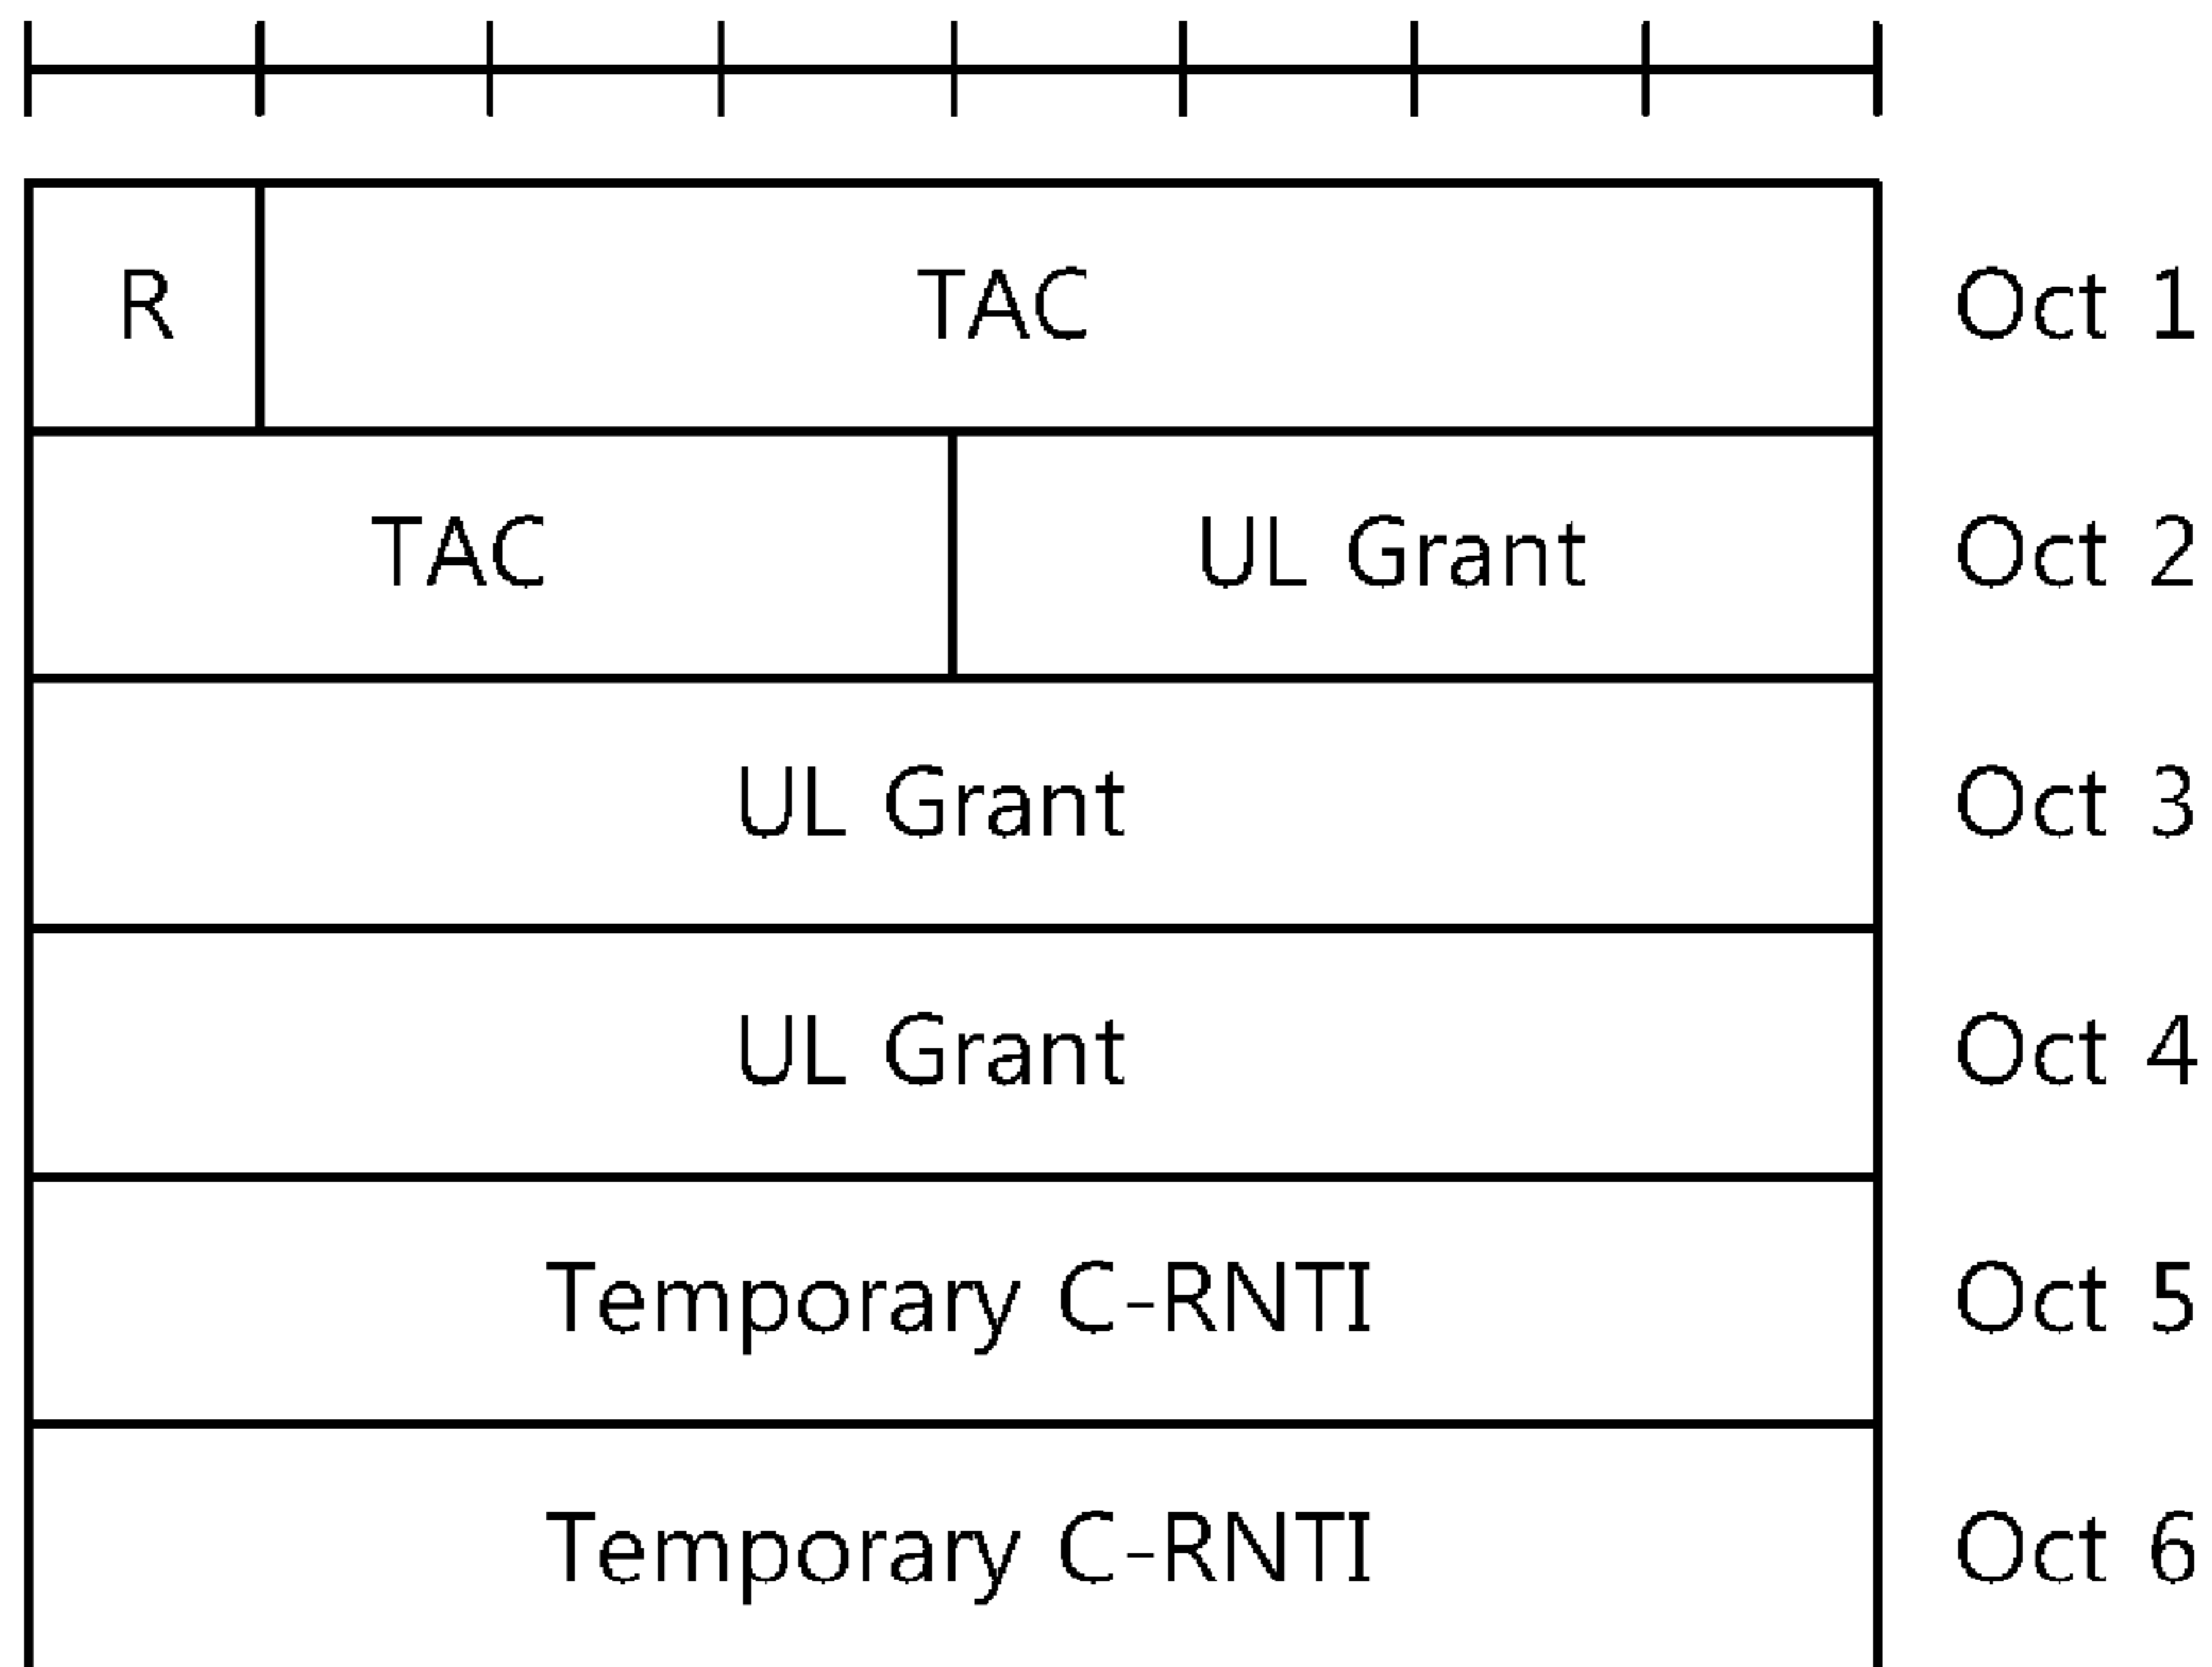 R TAC Oct 1
TAC UL Grant Oct 2
UL Grant Oct 3
UL Grant Oct 4
Temporary C-RNTI Oct 5
Temporary C-RNTI Oct 6